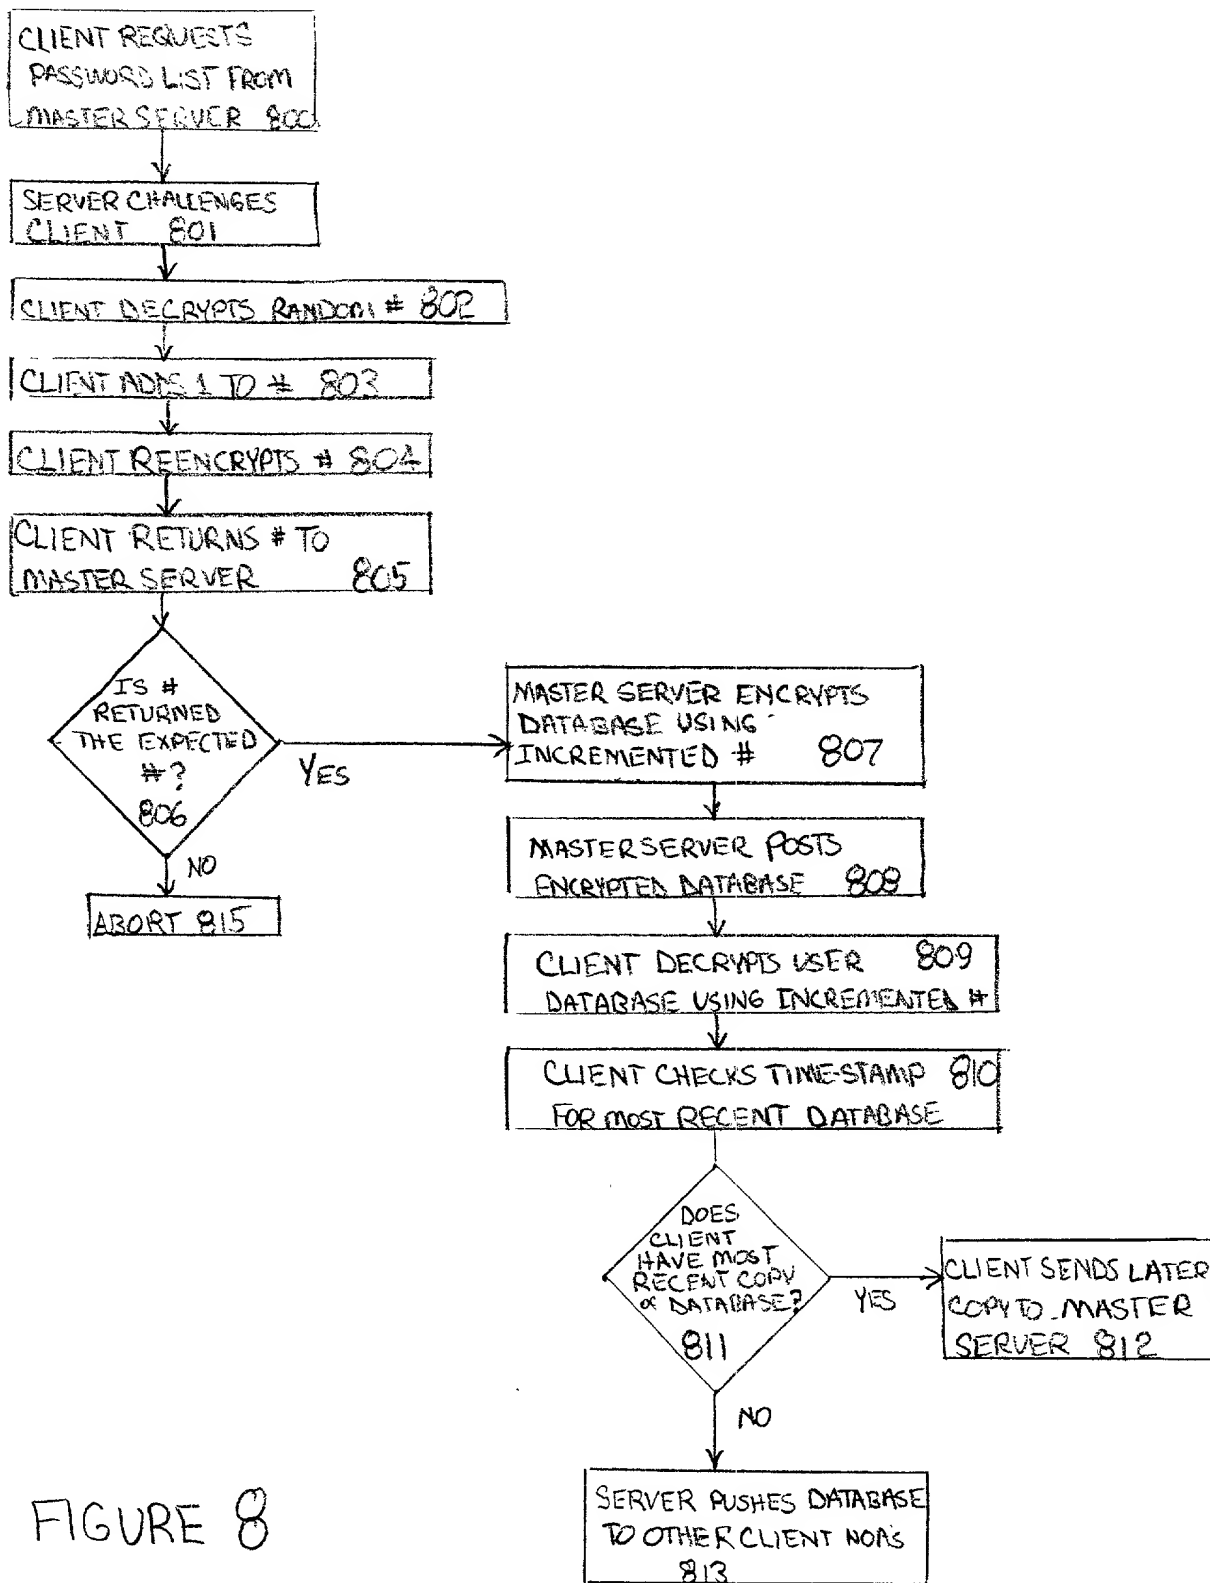 CLIENT REQUESTS
PASSWORD LIST FROM
MASTER SERVER 800
SERVER CHALLENGES
CLIENT 801
CLIENT DECRYPTS RANDOM # 802
CLIENT ADDS 1 TO # 803
CLIENT REENCRYPTS # 804
CLIENT RETURNS # TO
MASTER SERVER 805
IS #
RETURNED
THE EXPECTED
#?
806
YES
NO
ABORT 815
MASTER SERVER ENCRYPTS
DATABASE USING
INCREMENTED # 807
MASTER SERVER POSTS
ENCRYPTED DATABASE 808
CLIENT DECRYPTS USER 809
DATABASE USING INCREMENTED #
CLIENT CHECKS TIME-STAMP 810
FOR MOST RECENT DATABASE
DOES
CLIENT
HAVE MOST
RECENT COPY
OF DATABASE?
811
YES
CLIENT SENDS LATER
COPY TO MASTER
SERVER 812
NO
SERVER PUSHES DATABASE
TO OTHER CLIENT NOA'S
813
FIGURE 8